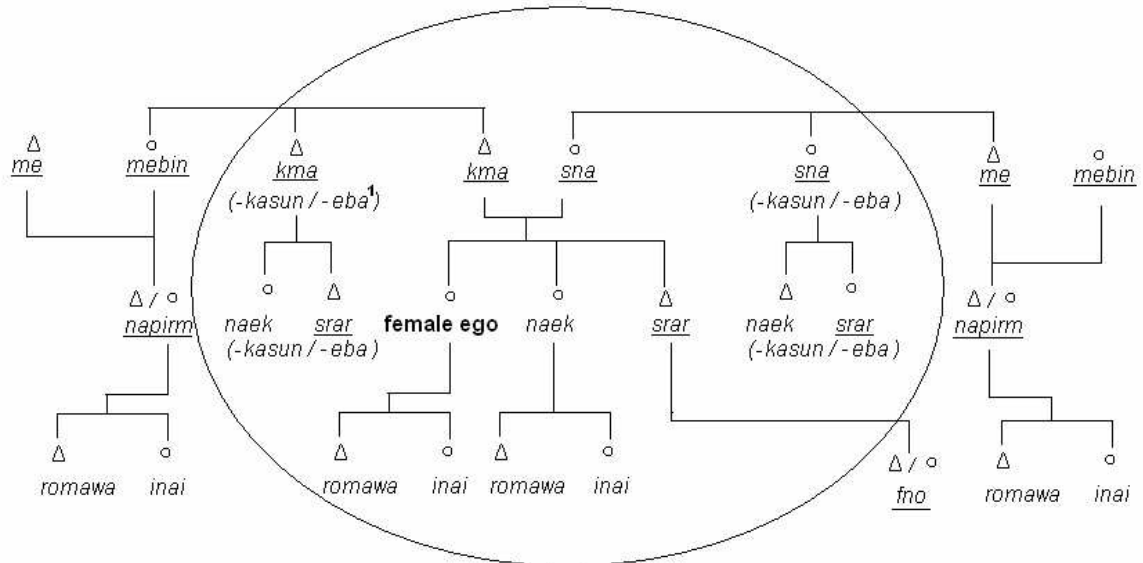 me mebin kma kma sna sna me mebin
(-kasun / -eba¹) (-kasun / -eba)
napirm naek srar female ego naek srar naek srar napirm
(-kasun / -eba) (-kasun / -eba)
romawa inai romawa inai romawa inai fno romawa inai